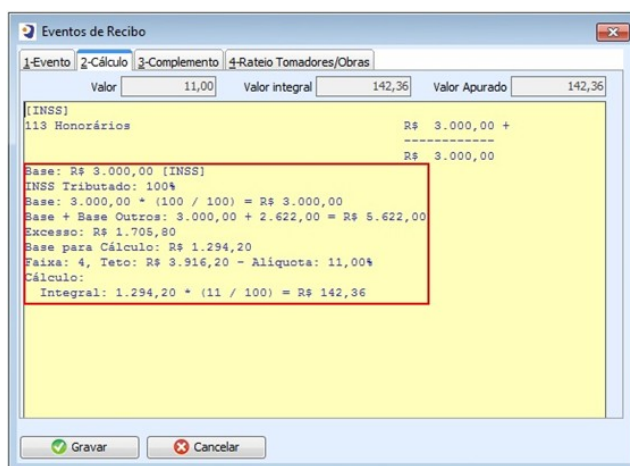 Eventos de Recibo
1-Evento 2-Cálculo 3-Complemento 4-Rateio Tomadores/Obras
Valor 11,00 Valor integral 142,36 Valor Apurado 142,36
[INSS]
113 Honorários R$ 3.000,00 +
------------
R$ 3.000,00
Base: R$ 3.000,00 [INSS]
INSS Tributado: 100%
Base: 3.000,00 * (100 / 100) = R$ 3.000,00
Base + Base Outros: 3.000,00 + 2.622,00 = R$ 5.622,00
Excesso: R$ 1.705,80
Base para Cálculo: R$ 1.294,20
Faixa: 4, Teto: R$ 3.916,20 - Alíquota: 11,00%
Cálculo:
Integral: 1.294,20 * (11 / 100) = R$ 142,36
Gravar Cancelar